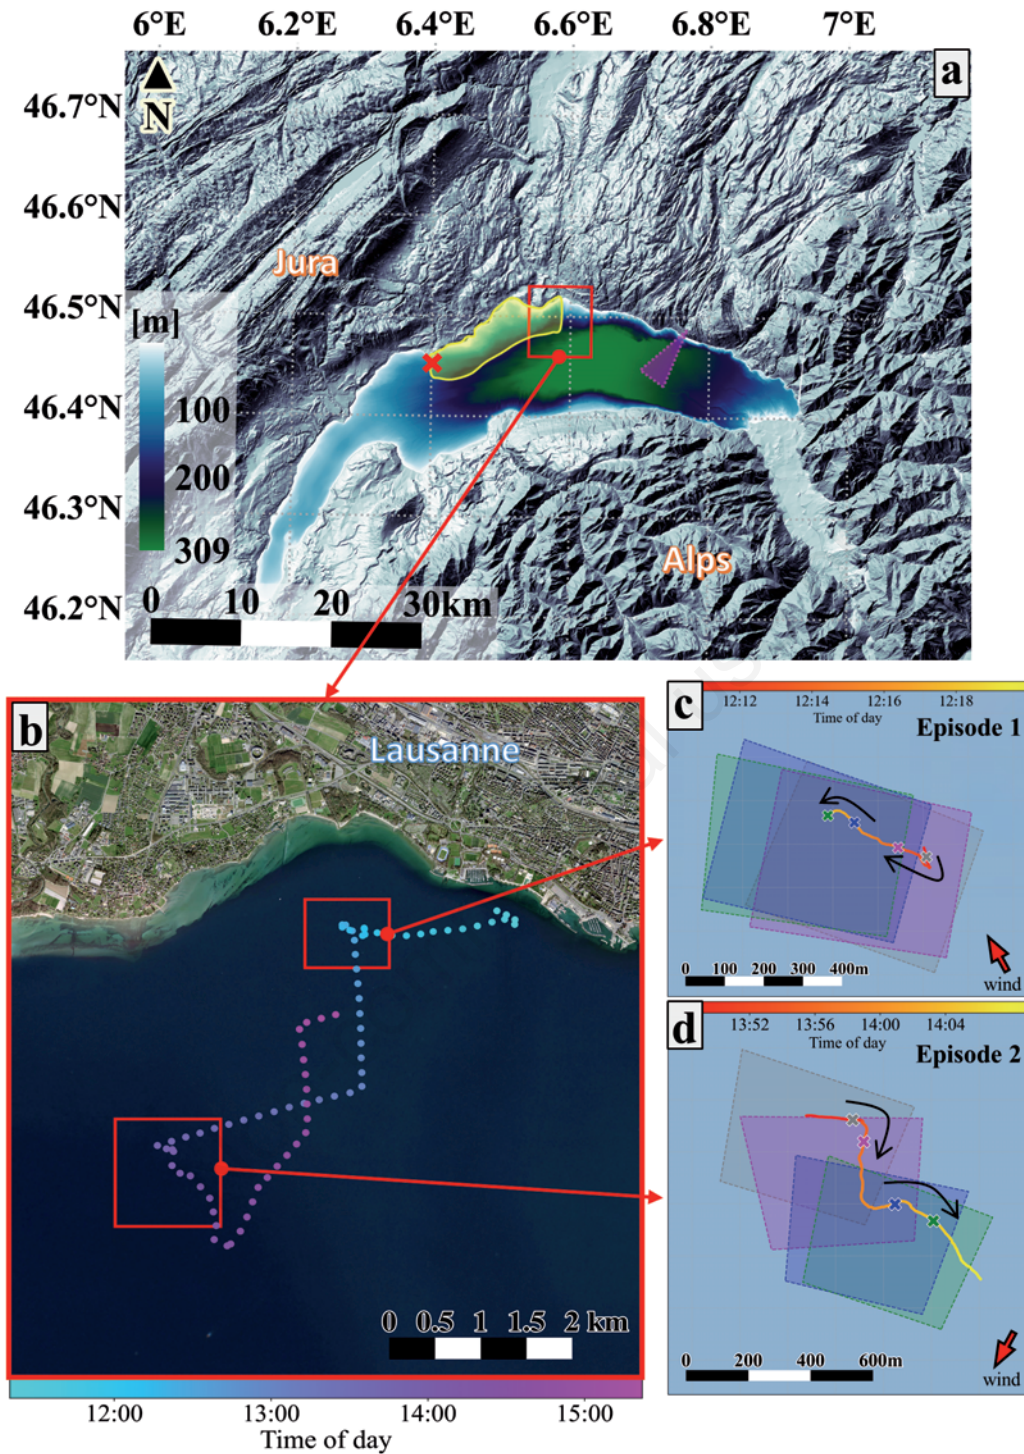 6°E 6.2°E 6.4°E 6.6°E 6.8°E 7°E
a
N
46.7°N
46.6°N
Jura
46.5°N
[m]
46.4°N
100
200
46.3°N
309
Alps
46.2°N
0 10 20 30km
b
Lausanne
0 0.5 1 1.5 2 km
12:00 13:00 14:00 15:00
Time of day
c
12:12 12:14 12:16 12:18
Time of day
Episode 1
0 100 200 300 400m
wind
d
13:52 13:56 14:00 14:04
Time of day
Episode 2
0 200 400 600m
wind